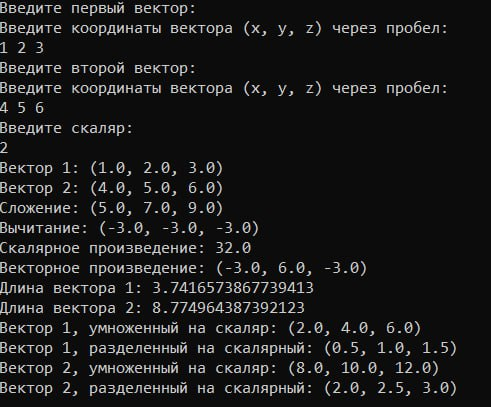 Введите первый вектор:
Введите координаты вектора (x, y, z) через пробел:
1 2 3
Введите второй вектор:
Введите координаты вектора (x, y, z) через пробел:
4 5 6
Введите скаляр:
2
Вектор 1: (1.0, 2.0, 3.0)
Вектор 2: (4.0, 5.0, 6.0)
Сложение: (5.0, 7.0, 9.0)
Вычитание: (-3.0, -3.0, -3.0)
Скалярное произведение: 32.0
Векторное произведение: (-3.0, 6.0, -3.0)
Длина вектора 1: 3.7416573867739413
Длина вектора 2: 8.774964387392123
Вектор 1, умноженный на скаляр: (2.0, 4.0, 6.0)
Вектор 1, разделенный на скалярный: (0.5, 1.0, 1.5)
Вектор 2, умноженный на скаляр: (8.0, 10.0, 12.0)
Вектор 2, разделенный на скалярный: (2.0, 2.5, 3.0)